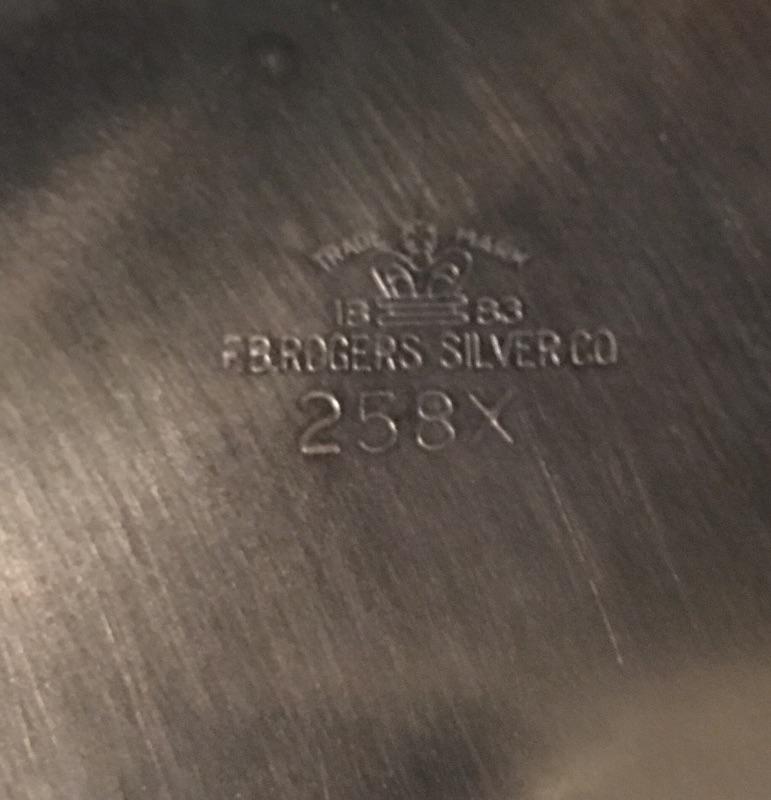 TRADE MARK
18 83
F.B.ROGERS SILVER CO
258X